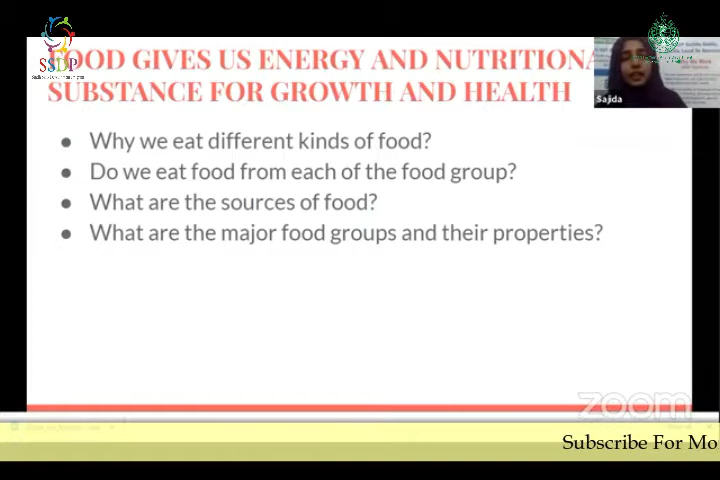 SSDP
FOOD GIVES US ENERGY AND NUTRITIONA
SUBSTANCE FOR GROWTH AND HEALTH
Sajda
● Why we eat different kinds of food?
● Do we eat food from each of the food group?
● What are the sources of food?
● What are the major food groups and their properties?
zoom
Subscribe For Mo